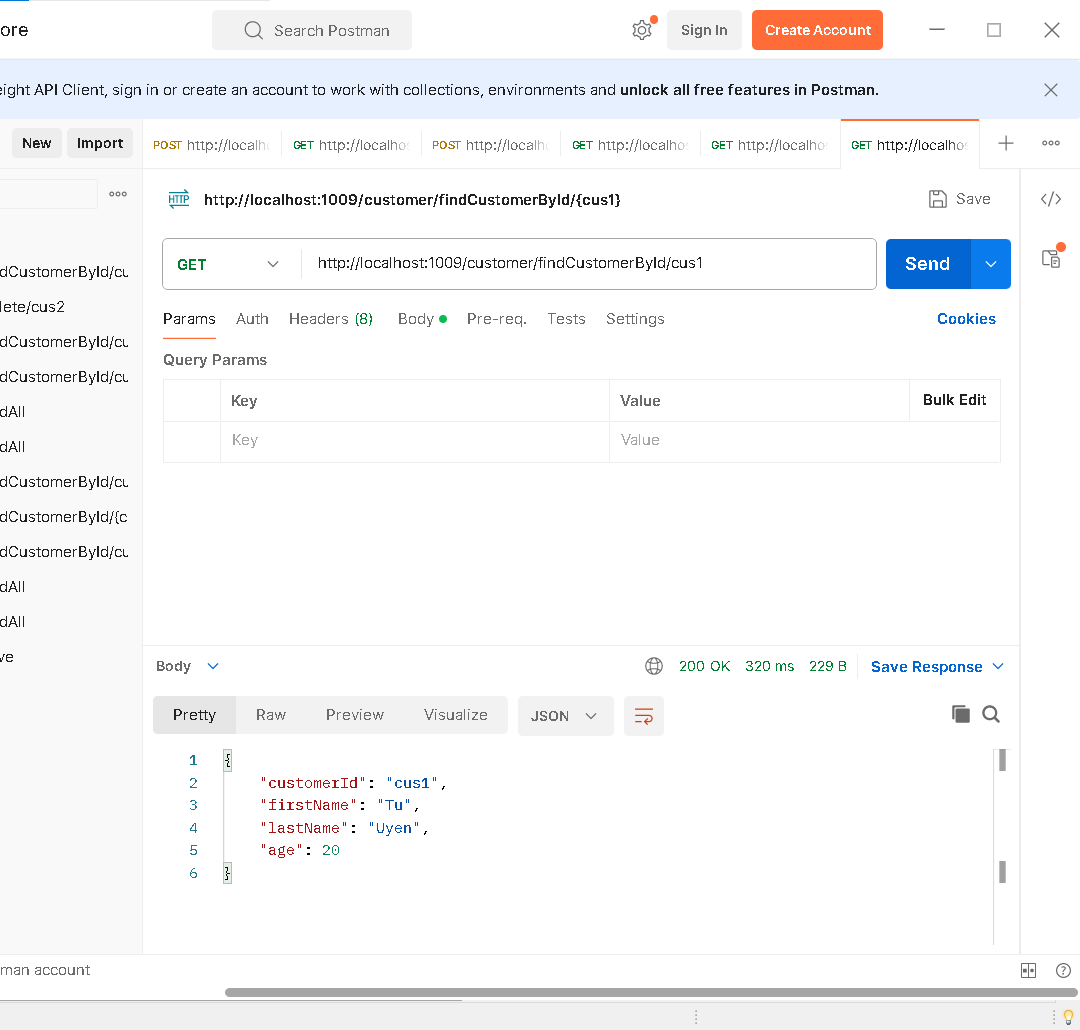 ore
Search Postman
Sign In
Create Account
eight API Client, sign in or create an account to work with collections, environments and unlock all free features in Postman.
New
Import
POST http://localh
GET http://localhos
POST http://localh
GET http://localhos
GET http://localhos
GET http://localhos
HTTP
http://localhost:1009/customer/findCustomerById/{cus1}
Save
GET
http://localhost:1009/customer/findCustomerById/cus1
Send
dCustomerById/cu
lete/cus2
dCustomerById/cu
dCustomerById/cu
dAll
dAll
dCustomerById/cu
dCustomerById/{c
dCustomerById/cu
dAll
dAll
ve
Params
Auth
Headers (8)
Body
Pre-req.
Tests
Settings
Cookies
Query Params
Key
Value
Bulk Edit
Key
Value
Body
200 OK
320 ms
229 B
Save Response
Pretty
Raw
Preview
Visualize
JSON
1 {
2 "customerId": "cus1",
3 "firstName": "Tu",
4 "lastName": "Uyen",
5 "age": 20
6 }
man account